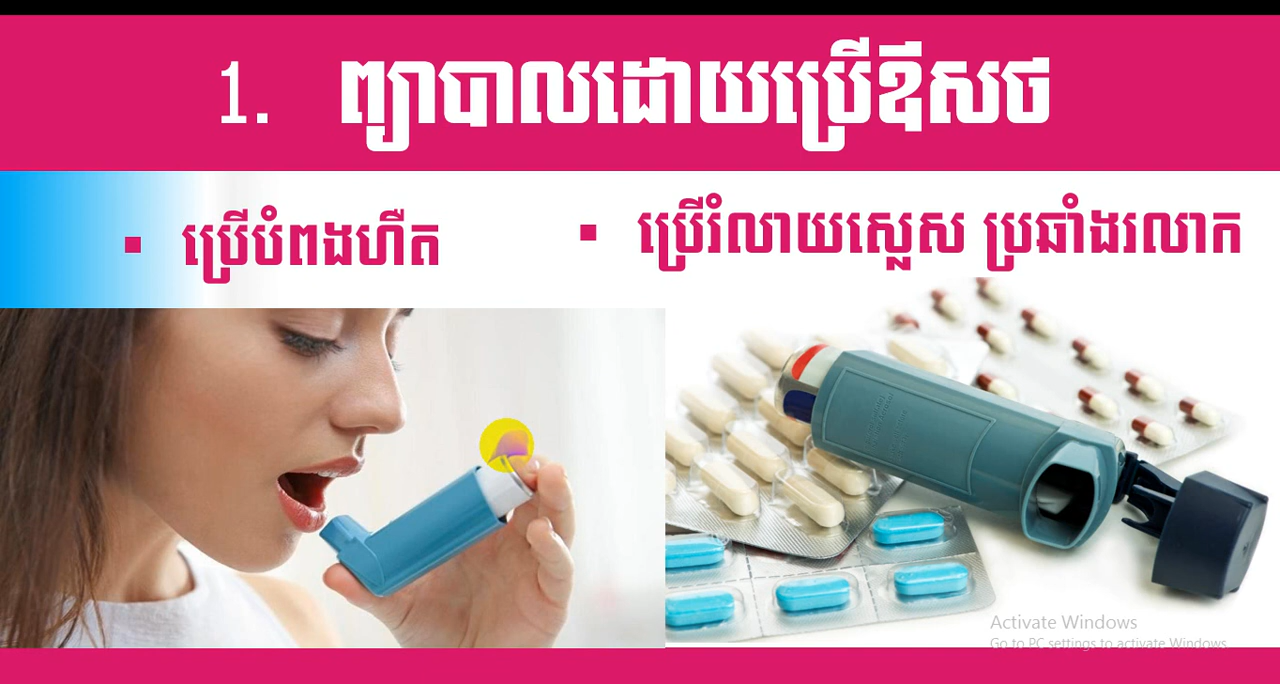 1. ព្យាបាលដោយប្រើឪសថ
▪ ប្រើបំពងហឺត
▪ ប្រើរំលាយស្លេស ប្រឆាំងរលាក
Activate Windows
Go to PC settings to activate Windows.